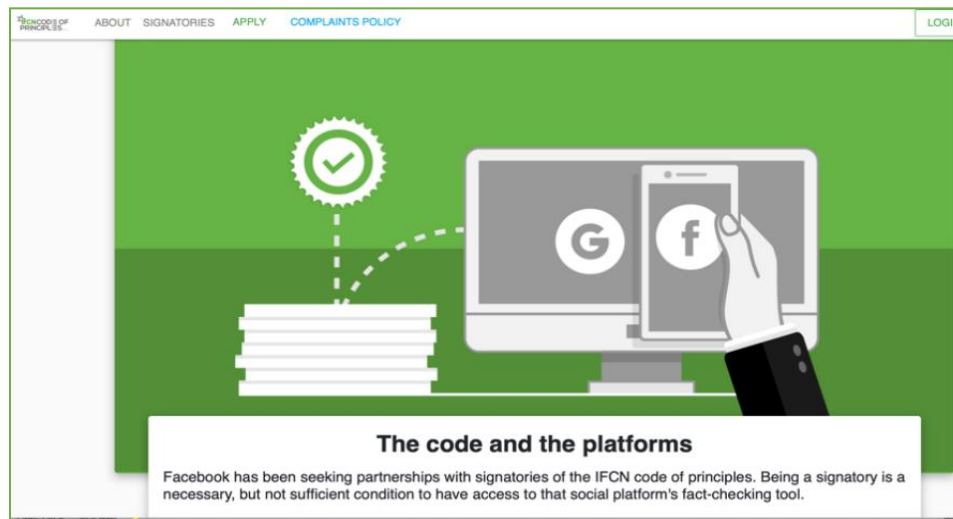 IFCN CODE OF
PRINCIPLES
ABOUT SIGNATORIES APPLY COMPLAINTS POLICY
G f
The code and the platforms
Facebook has been seeking partnerships with signatories of the IFCN code of principles. Being a signatory is a
necessary, but not sufficient condition to have access to that social platform's fact-checking tool.